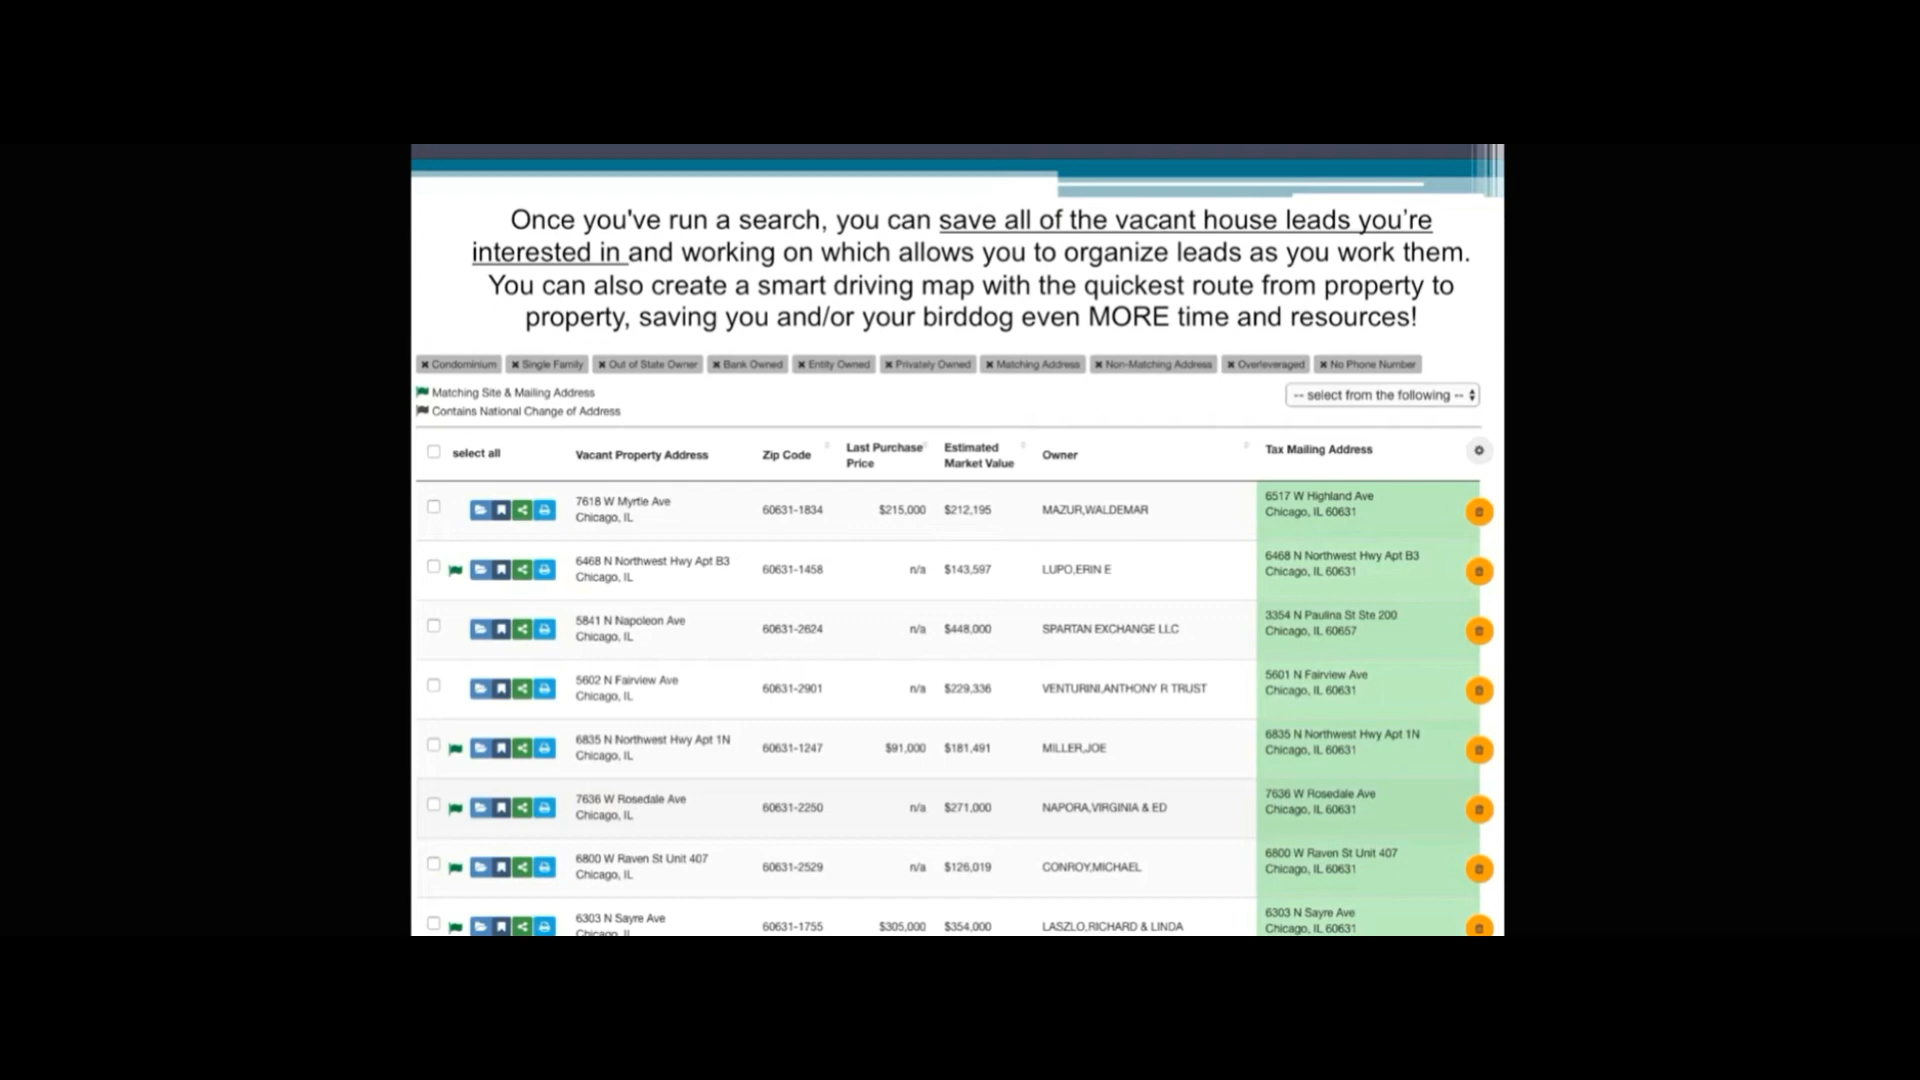 Once you've run a search, you can save all of the vacant house leads you're
interested in and working on which allows you to organize leads as you work them.
You can also create a smart driving map with the quickest route from property to
property, saving you and/or your birddog even MORE time and resources!
✖ Condominium ✖ Single Family ✖ Out of State Owner ✖ Bank Owned ✖ Entity Owned ✖ Privately Owned ✖ Matching Address ✖ Non-Matching Address ✖ Overleveraged ✖ No Phone Number
Matching Site & Mailing Address
-- select from the following --
Contains National Change of Address
select all Vacant Property Address Zip Code Last Purchase Price Estimated Market Value Owner Tax Mailing Address
7618 W Myrtle Ave 60631-1834 $215,000 $212,195 MAZUR,WALDEMAR 6517 W Highland Ave
Chicago, IL Chicago, IL 60631
6468 N Northwest Hwy Apt B3 60631-1458 n/a $143,597 LUPO,ERIN E 6468 N Northwest Hwy Apt B3
Chicago, IL Chicago, IL 60631
5841 N Napoleon Ave 60631-2624 n/a $448,000 SPARTAN EXCHANGE LLC 3354 N Paulina St Ste 200
Chicago, IL Chicago, IL 60657
5602 N Fairview Ave 60631-2901 n/a $229,336 VENTURINI,ANTHONY R TRUST 5601 N Fairview Ave
Chicago, IL Chicago, IL 60631
6835 N Northwest Hwy Apt 1N 60631-1247 $91,000 $181,491 MILLER,JOE 6835 N Northwest Hwy Apt 1N
Chicago, IL Chicago, IL 60631
7636 W Rosedale Ave 60631-2250 n/a $271,000 NAPORA,VIRGINIA & ED 7636 W Rosedale Ave
Chicago, IL Chicago, IL 60631
6800 W Raven St Unit 407 60631-2529 n/a $126,019 CONROY,MICHAEL 6800 W Raven St Unit 407
Chicago, IL Chicago, IL 60631
6303 N Sayre Ave 60631-1755 $305,000 $354,000 LASZLO,RICHARD & LINDA 6303 N Sayre Ave
Chicago, IL Chicago, IL 60631